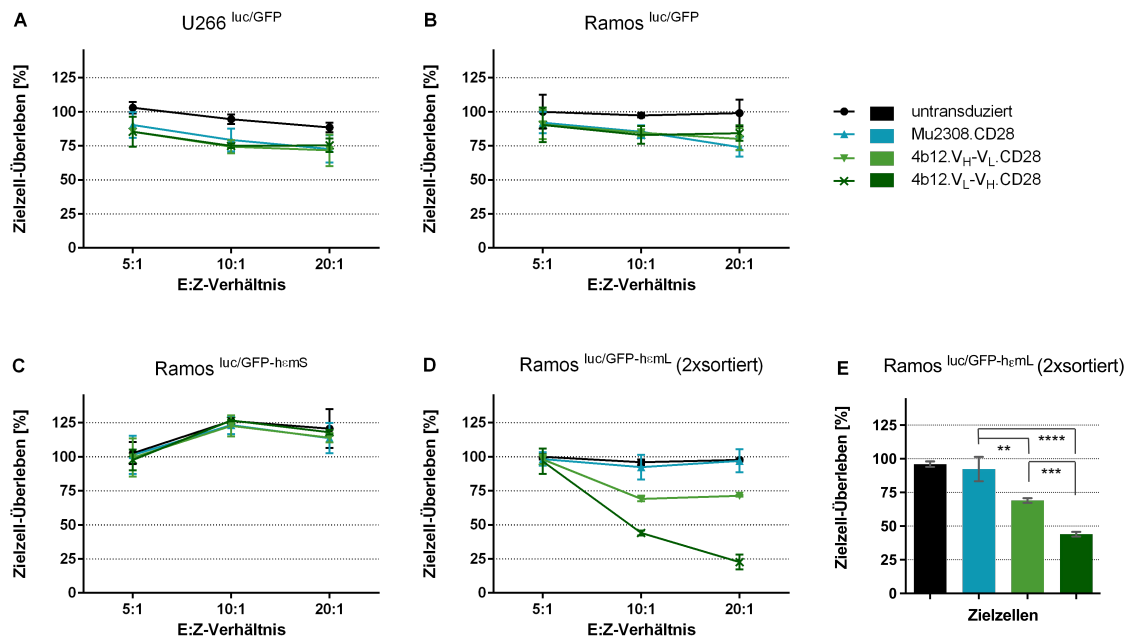 A
U266 luc/GFP
Zielzell-Überleben [%]
125
100
75
50
25
0
5:1 10:1 20:1
E:Z-Verhältnis
B
Ramos luc/GFP
Zielzell-Überleben [%]
125
100
75
50
25
0
5:1 10:1 20:1
E:Z-Verhältnis
untransduziert
Mu2308.CD28
4b12.VH-VL.CD28
4b12.VL-VH.CD28
C
Ramos luc/GFP-hεmS
Zielzell-Überleben [%]
125
100
75
50
25
0
5:1 10:1 20:1
E:Z-Verhältnis
D
Ramos luc/GFP-hεmL (2xsortiert)
Zielzell-Überleben [%]
125
100
75
50
25
0
5:1 10:1 20:1
E:Z-Verhältnis
E
Ramos luc/GFP-hεmL (2xsortiert)
Zielzell-Überleben [%]
125
100
75
50
25
0
** ****
***
Zielzellen